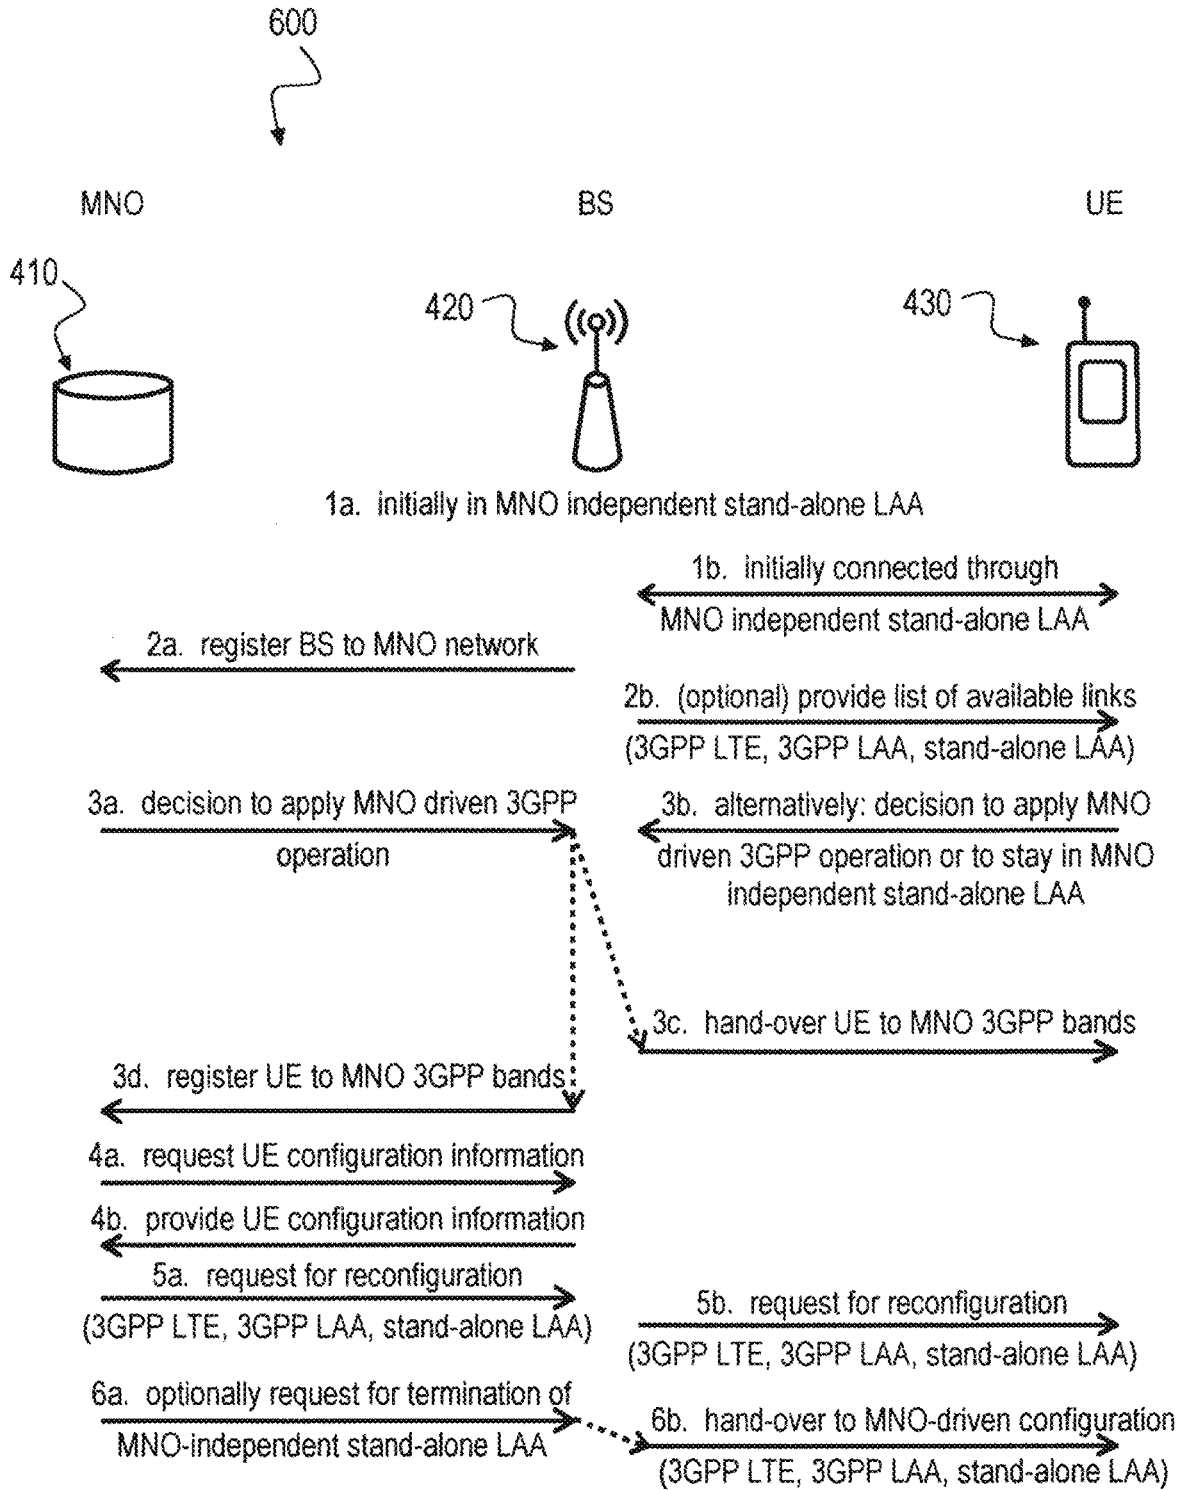 600
MNO
BS
UE
410
420
430
1a. initially in MNO independent stand-alone LAA
1b. initially connected through
MNO independent stand-alone LAA
2a. register BS to MNO network
2b. (optional) provide list of available links
(3GPP LTE, 3GPP LAA, stand-alone LAA)
3a. decision to apply MNO driven 3GPP
operation
3b. alternatively: decision to apply MNO
driven 3GPP operation or to stay in MNO
independent stand-alone LAA
3c. hand-over UE to MNO 3GPP bands
3d. register UE to MNO 3GPP bands
4a. request UE configuration information
4b. provide UE configuration information
5a. request for reconfiguration
(3GPP LTE, 3GPP LAA, stand-alone LAA)
5b. request for reconfiguration
(3GPP LTE, 3GPP LAA, stand-alone LAA)
6a. optionally request for termination of
MNO-independent stand-alone LAA
6b. hand-over to MNO-driven configuration
(3GPP LTE, 3GPP LAA, stand-alone LAA)